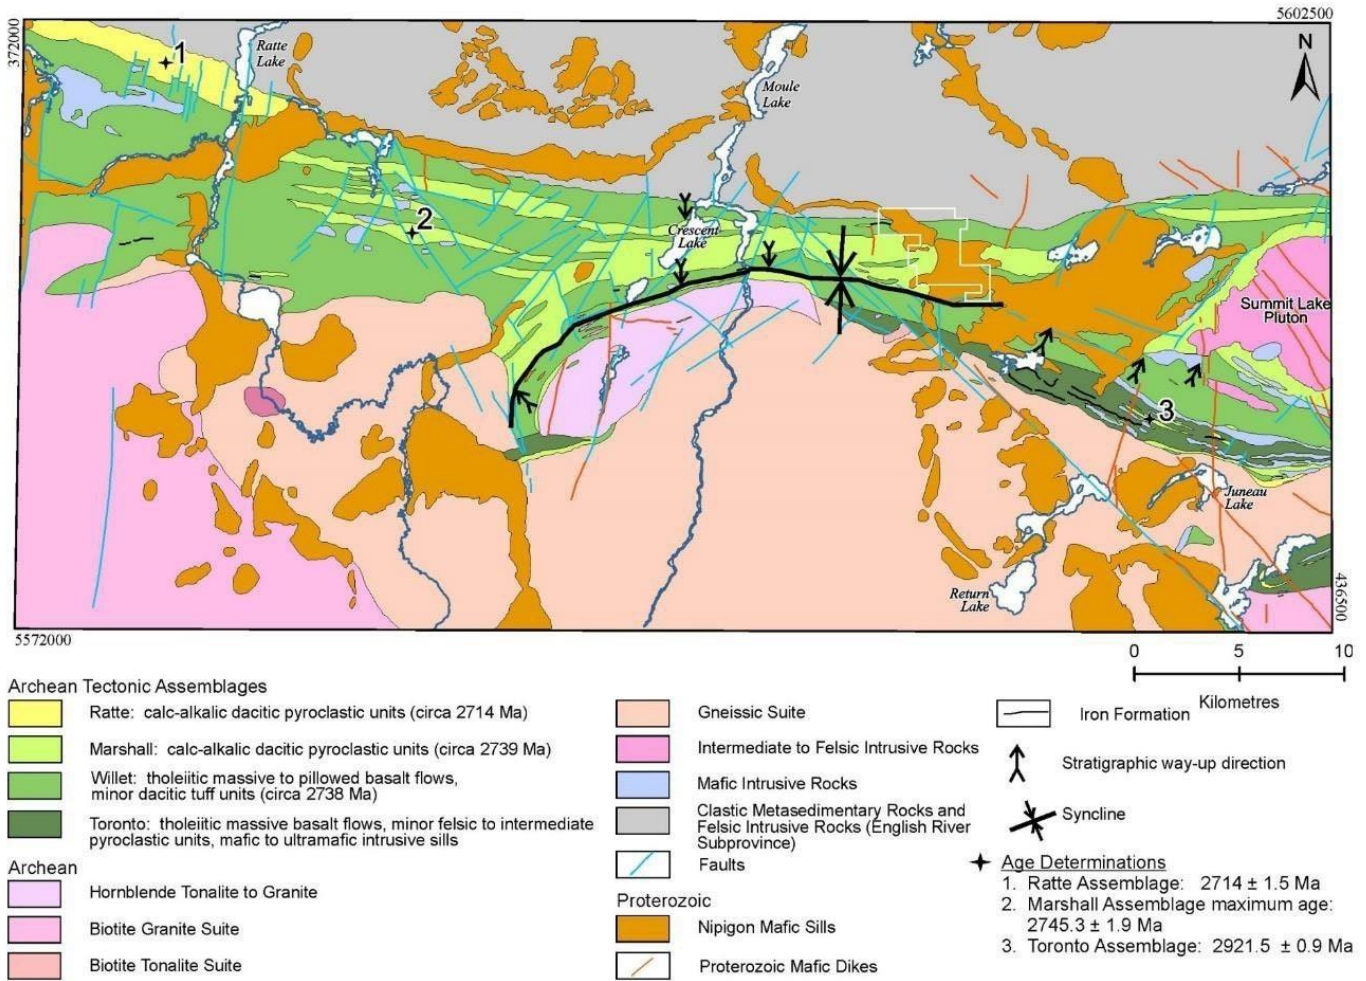 5602500
372000
1
Ratte
Lake
Moule
Lake
N
2
Crescent
Lake
Summit Lake
Pluton
3
Juneau
Lake
Return
Lake
436500
5572000
0 5 10
Kilometres
Archean Tectonic Assemblages
Ratte: calc-alkalic dacitic pyroclastic units (circa 2714 Ma)
Marshall: calc-alkalic dacitic pyroclastic units (circa 2739 Ma)
Willet: tholeiitic massive to pillowed basalt flows,
minor dacitic tuff units (circa 2738 Ma)
Toronto: tholeiitic massive basalt flows, minor felsic to intermediate
pyroclastic units, mafic to ultramafic intrusive sills
Archean
Hornblende Tonalite to Granite
Biotite Granite Suite
Biotite Tonalite Suite
Gneissic Suite
Intermediate to Felsic Intrusive Rocks
Mafic Intrusive Rocks
Clastic Metasedimentary Rocks and
Felsic Intrusive Rocks (English River
Subprovince)
Faults
Proterozoic
Nipigon Mafic Sills
Proterozoic Mafic Dikes
Iron Formation
Stratigraphic way-up direction
Syncline
Age Determinations
1. Ratte Assemblage: 2714 ± 1.5 Ma
2. Marshall Assemblage maximum age:
2745.3 ± 1.9 Ma
3. Toronto Assemblage: 2921.5 ± 0.9 Ma